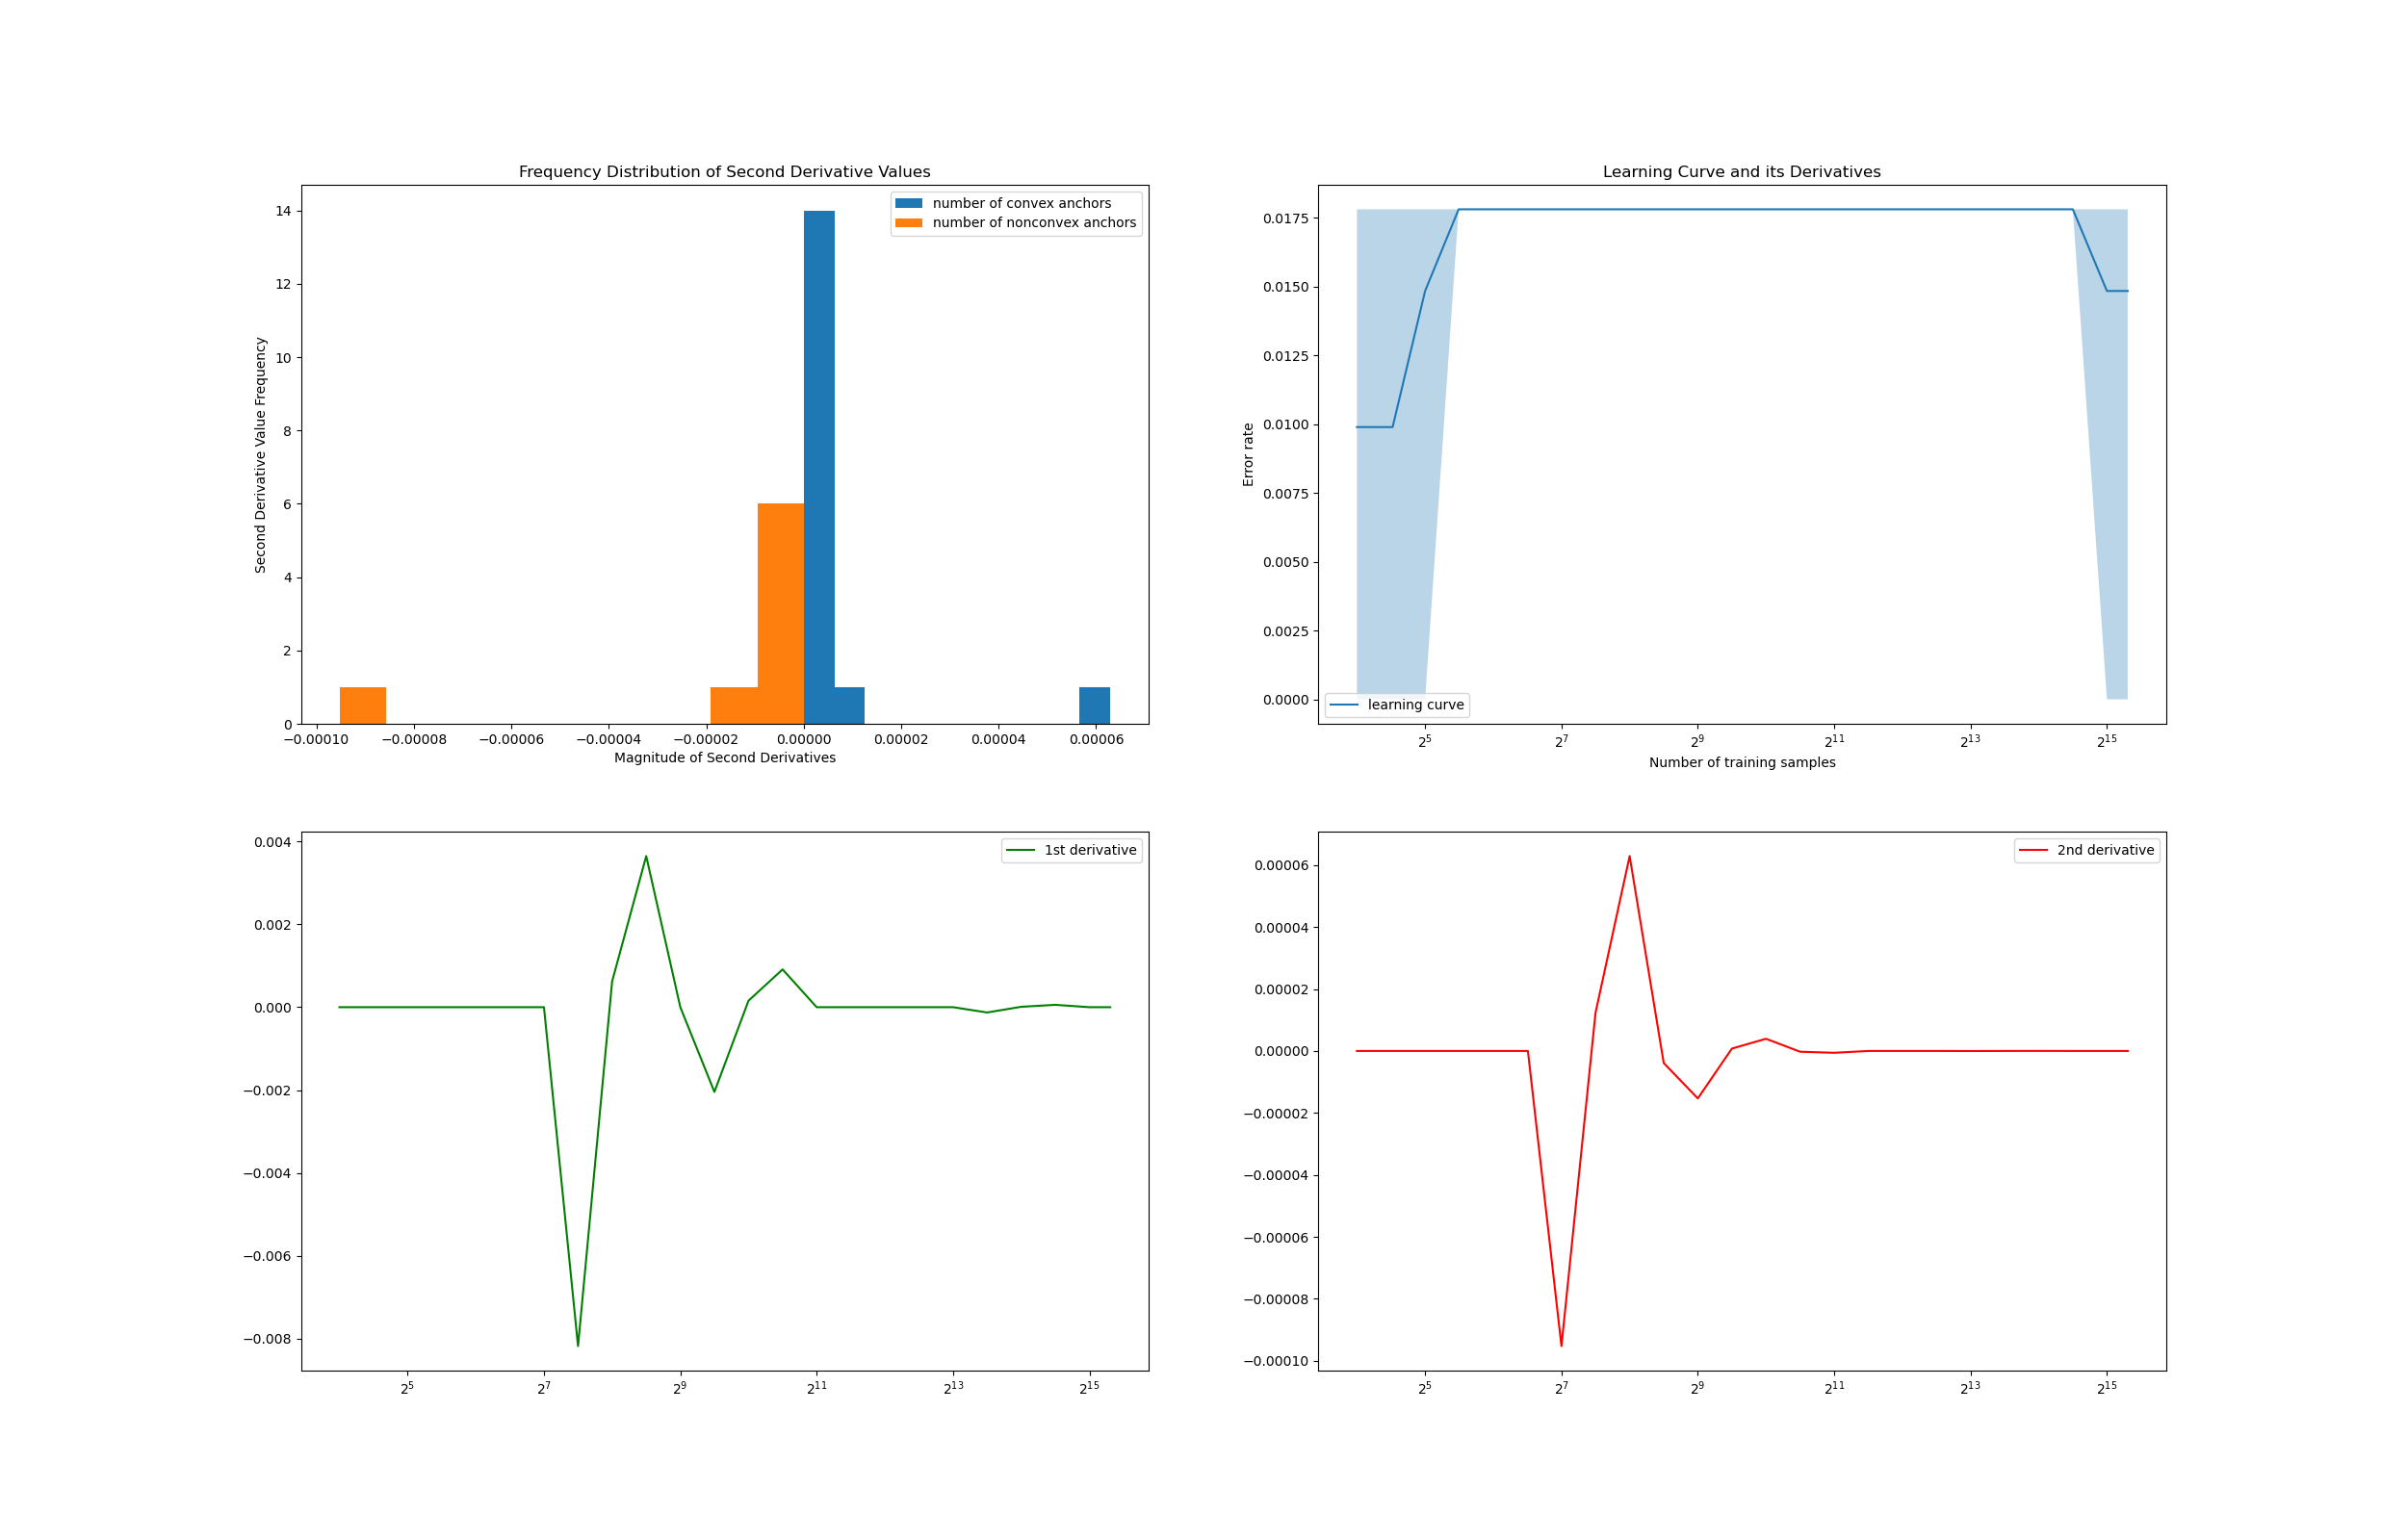 Frequency Distribution of Second Derivative Values
number of convex anchors
number of nonconvex anchors
Second Derivative Value Frequency
14
12
10
8
6
4
2
0
−0.00010 −0.00008 −0.00006 −0.00004 −0.00002 0.00000 0.00002 0.00004 0.00006
Magnitude of Second Derivatives
Learning Curve and its Derivatives
Error rate
0.0175
0.0150
0.0125
0.0100
0.0075
0.0050
0.0025
0.0000
learning curve
2^5 2^7 2^9 2^11 2^13 2^15
Number of training samples
1st derivative
0.004
0.002
0.000
−0.002
−0.004
−0.006
−0.008
2^5 2^7 2^9 2^11 2^13 2^15
2nd derivative
0.00006
0.00004
0.00002
0.00000
−0.00002
−0.00004
−0.00006
−0.00008
−0.00010
2^5 2^7 2^9 2^11 2^13 2^15